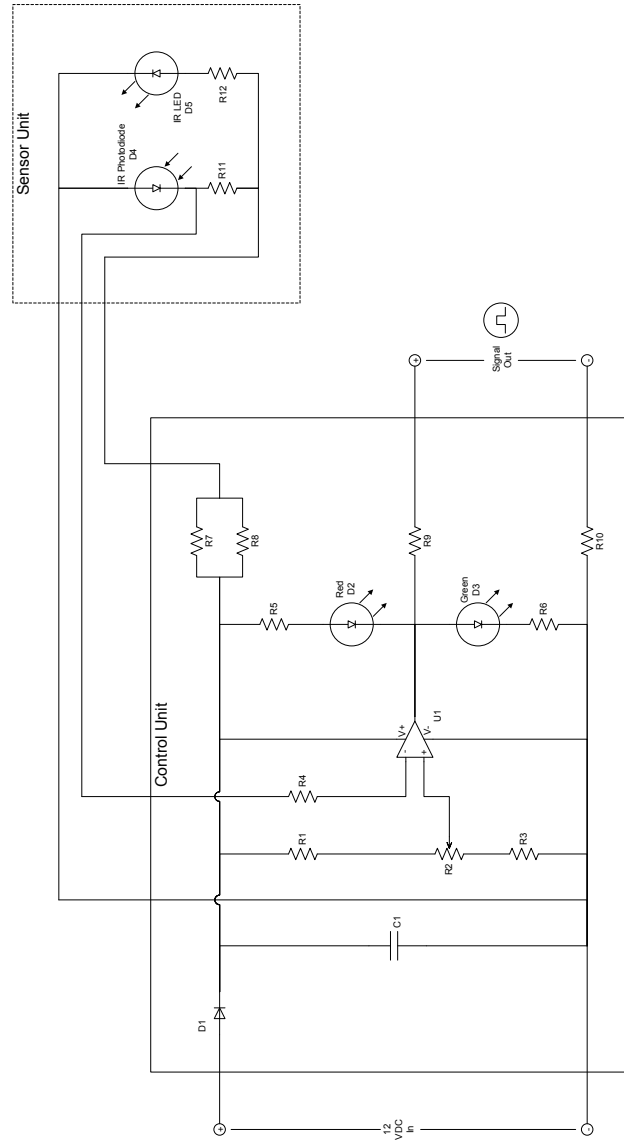 Sensor Unit
IR LED
D5
R12
IR Photodiode
D4
R11
Control Unit
R7
R8
Signal
Out
+
-
R9
R10
Red
D2
Green
D3
R5
R6
V+
V-
-
+
U1
R4
R1
R2
R3
C1
D1
+
12
VDC
In
-